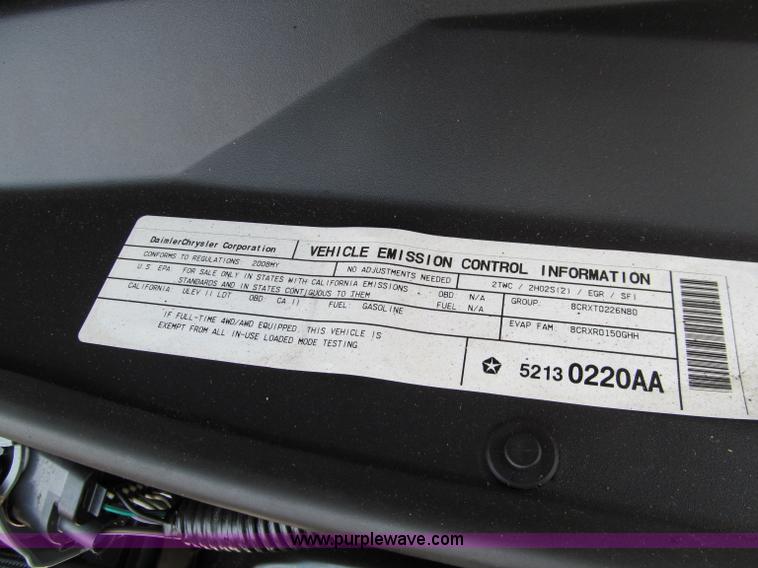 DaimlerChrysler Corporation
VEHICLE EMISSION CONTROL INFORMATION
CONFORMS TO REGULATIONS: 2008MY
NO ADJUSTMENTS NEEDED
2TWC / 2HO2S(2) / EGR / SFI
U.S. EPA: FOR SALE ONLY IN STATES WITH CALIFORNIA EMISSIONS
STANDARDS AND IN STATES CONTIGUOUS TO THEM
OBD: N/A
FUEL: N/A
CALIFORNIA: ULEV II LDT OBD: CA II FUEL: GASOLINE
GROUP: 8CRXT0226N80
EVAP FAM: 8CRXR0150GHH
IF FULL-TIME 4WD/AWD EQUIPPED, THIS VEHICLE IS
EXEMPT FROM ALL IN-USE LOADED MODE TESTING.
5213 0220AA
www.purplewave.com